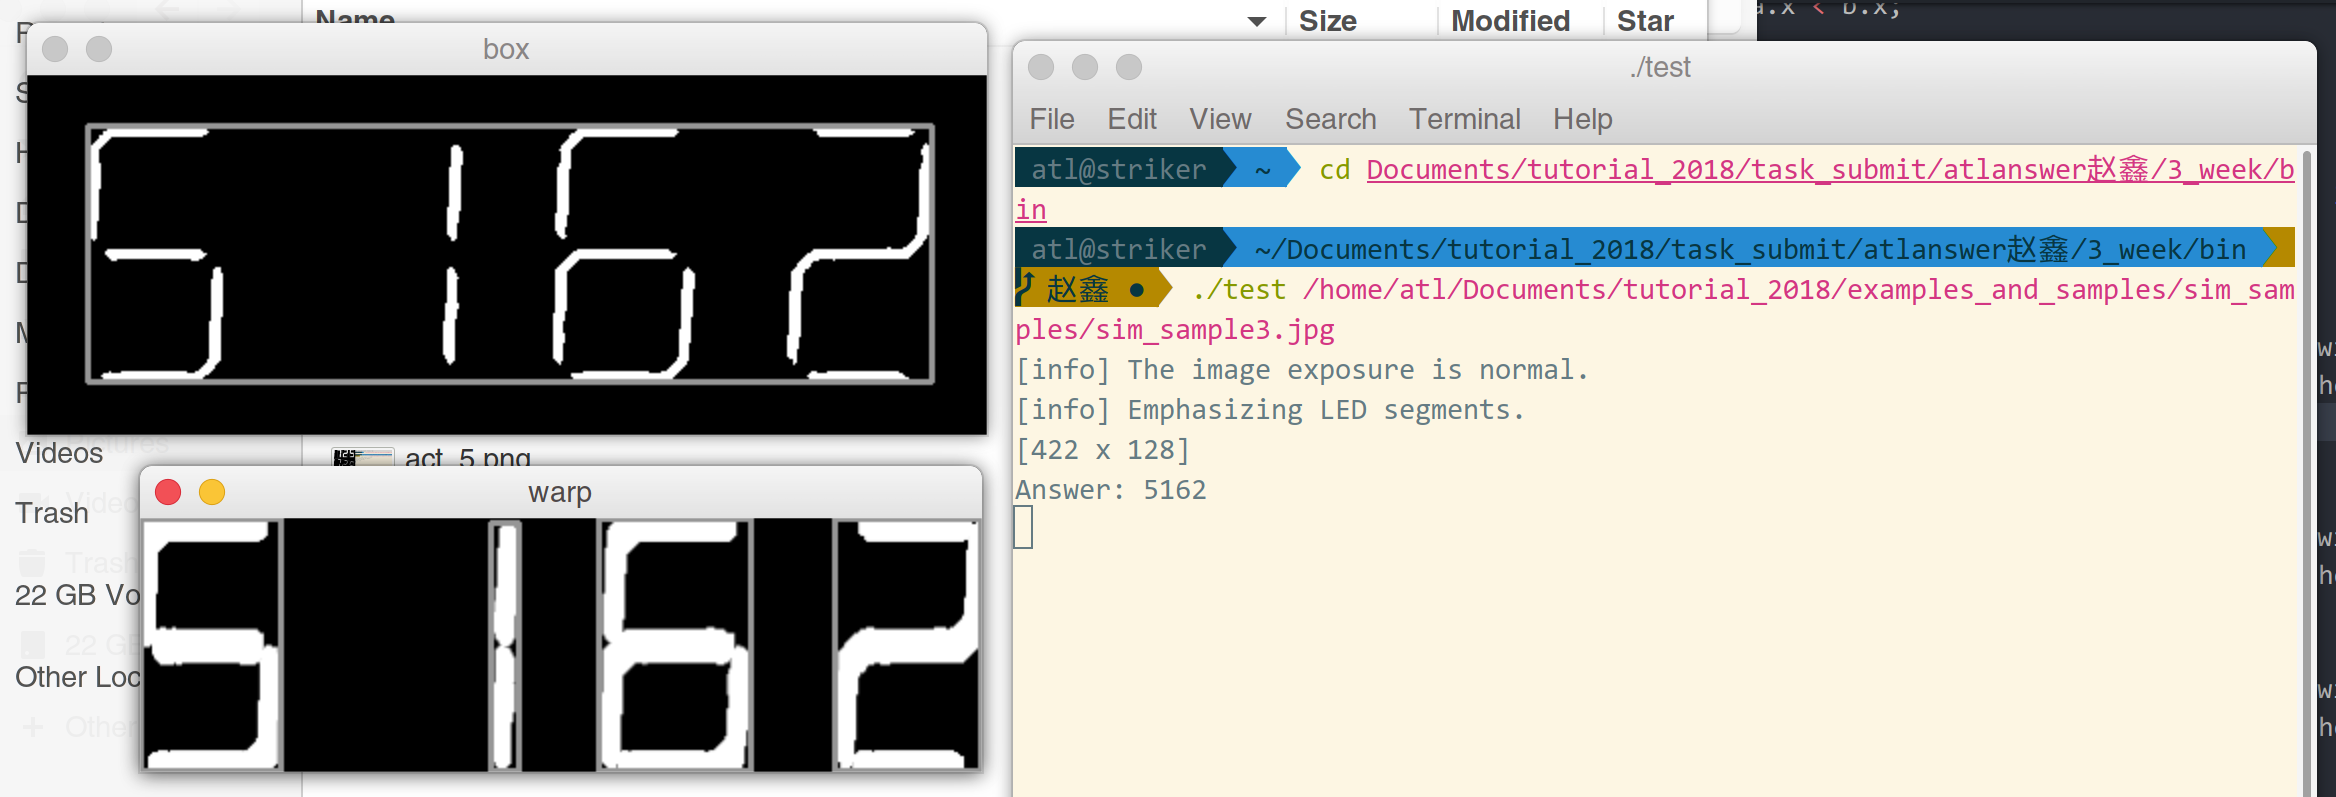 Name Size Modified Star
a.x < b.x;
box
5162
Videos
act_5.png
Trash
22 GB Vo
Other Loc
warp
5162
./test
File Edit View Search Terminal Help
atl@striker ~ cd Documents/tutorial_2018/task_submit/atlanswer赵鑫/3_week/b
in
atl@striker ~/Documents/tutorial_2018/task_submit/atlanswer赵鑫/3_week/bin
赵鑫 ● ./test /home/atl/Documents/tutorial_2018/examples_and_samples/sim_sam
ples/sim_sample3.jpg
[info] The image exposure is normal.
[info] Emphasizing LED segments.
[422 x 128]
Answer: 5162